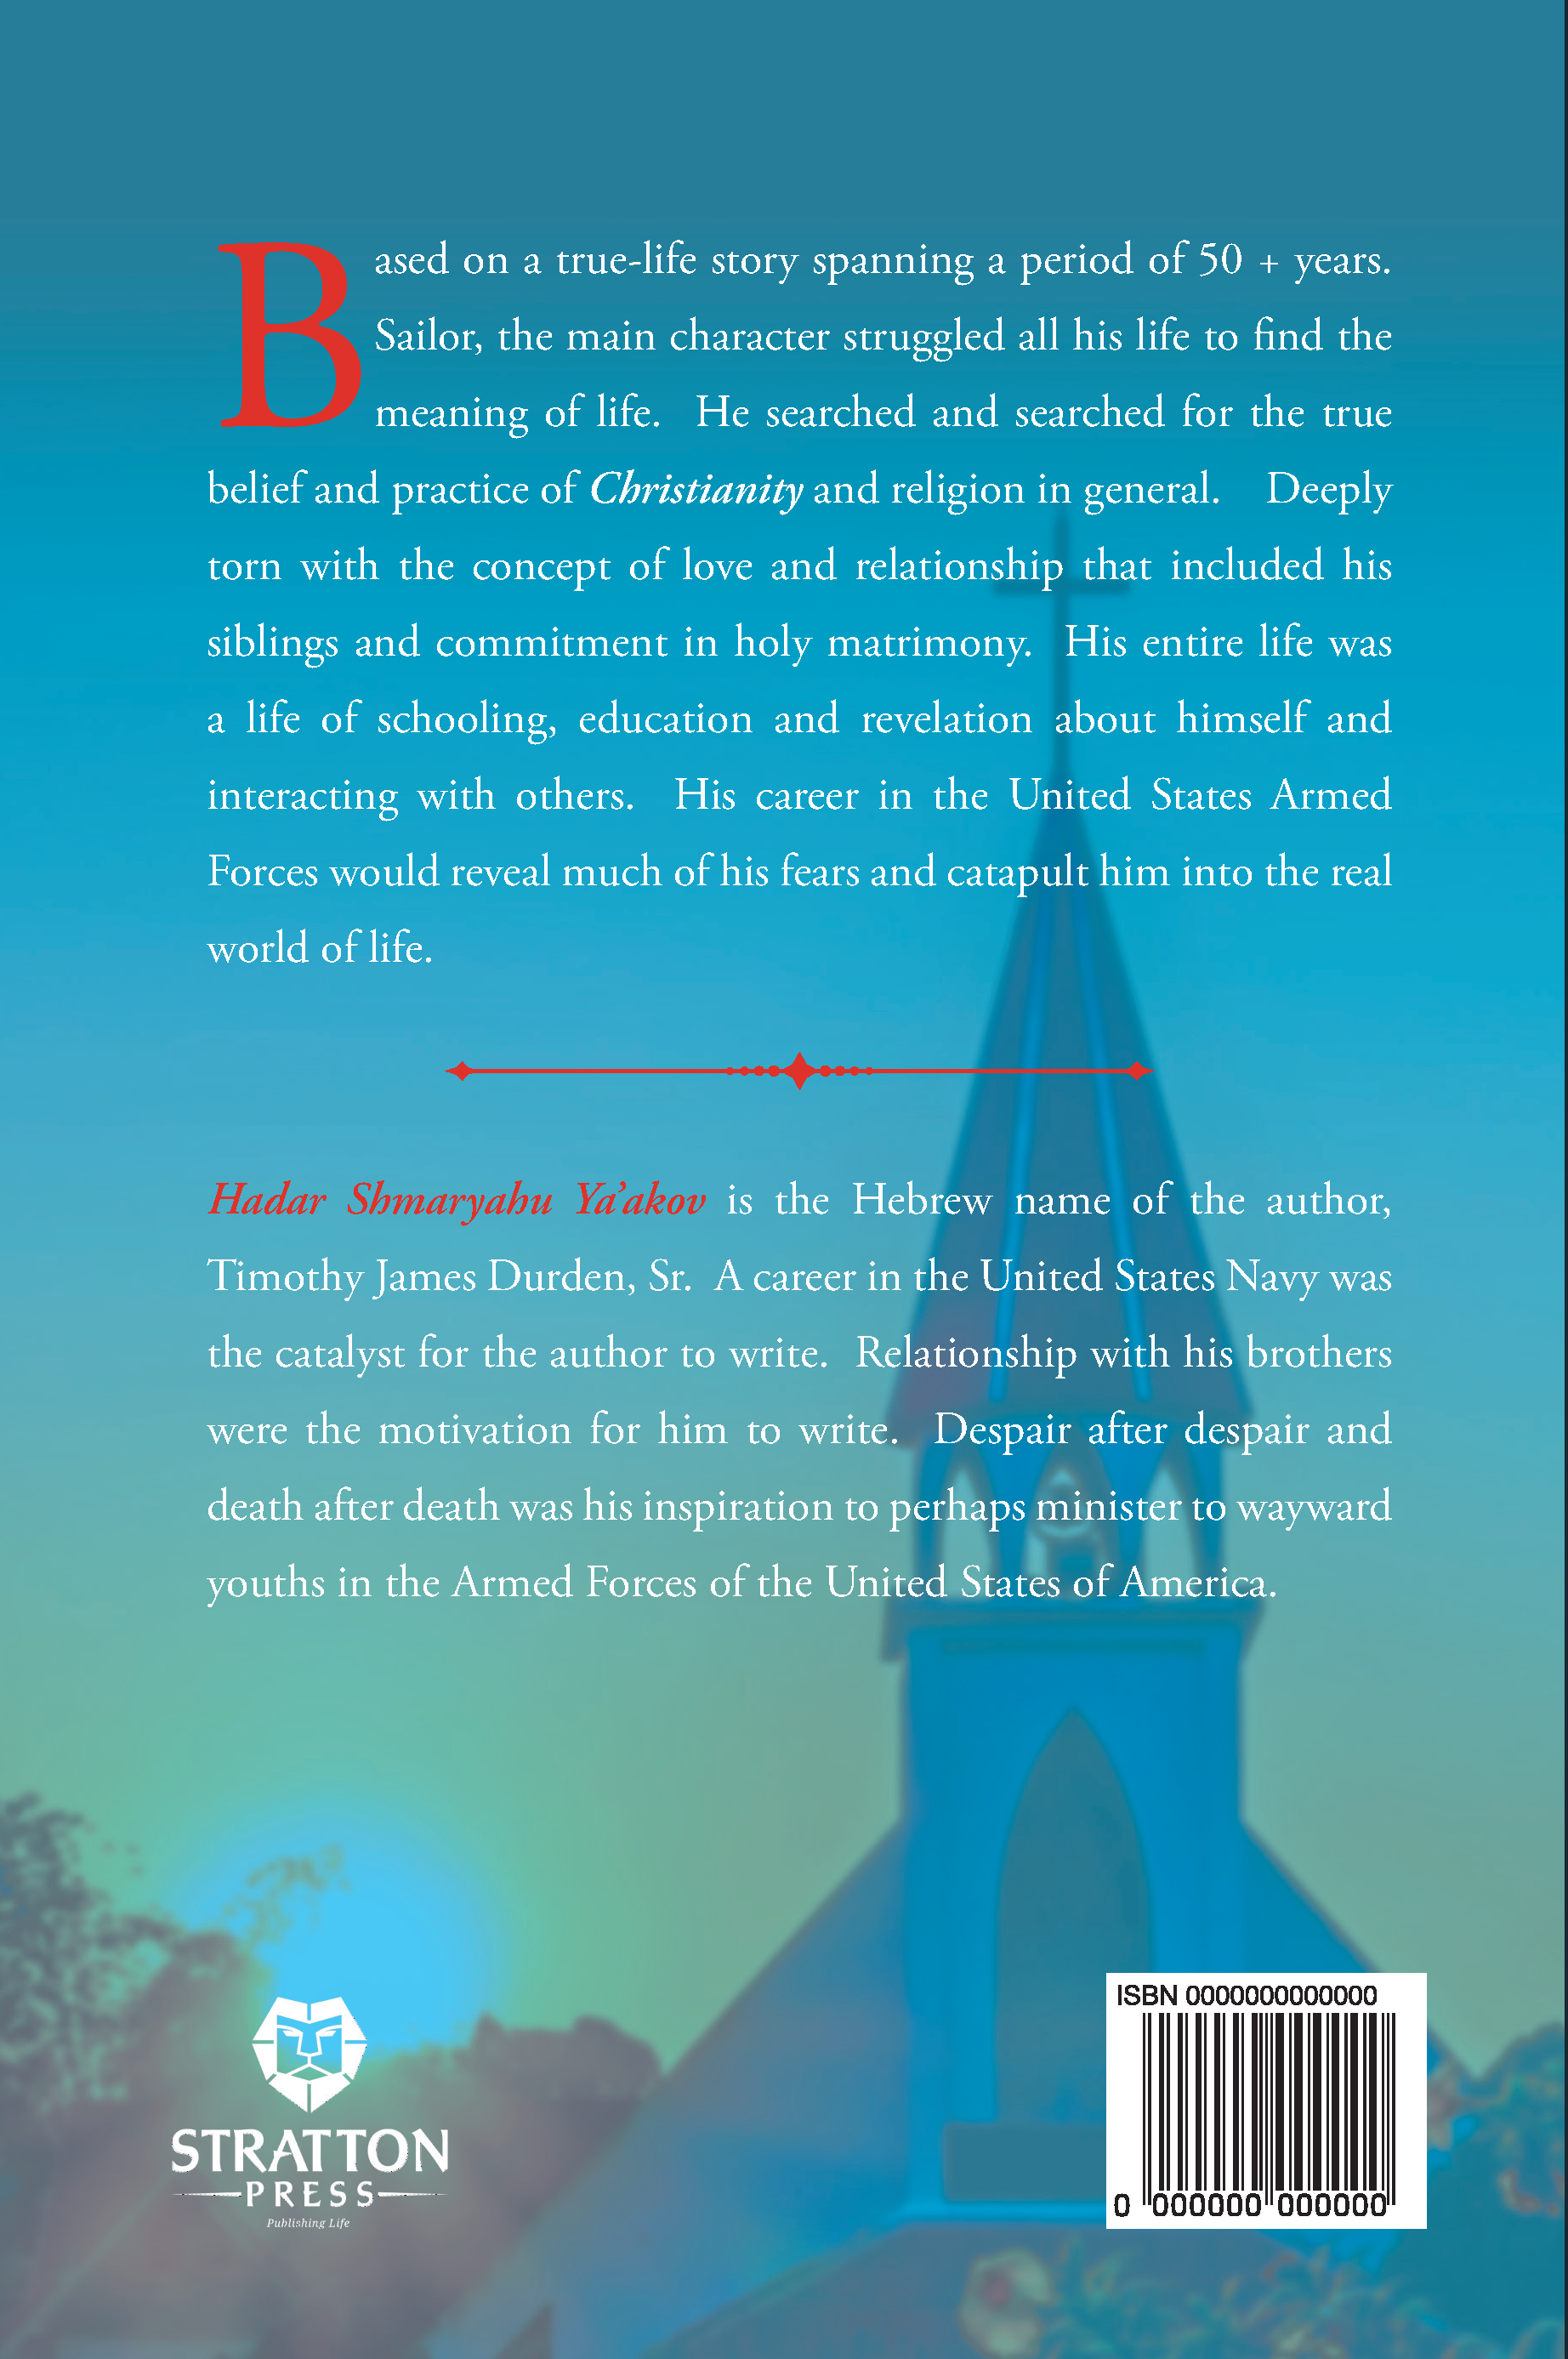 Based on a true-life story spanning a period of 50 + years.
Sailor, the main character struggled all his life to find the
meaning of life. He searched and searched for the true
belief and practice of Christianity and religion in general. Deeply
torn with the concept of love and relationship that included his
siblings and commitment in holy matrimony. His entire life was
a life of schooling, education and revelation about himself and
interacting with others. His career in the United States Armed
Forces would reveal much of his fears and catapult him into the real
world of life.
Hadar Shmaryahu Ya’akov is the Hebrew name of the author,
Timothy James Durden, Sr. A career in the United States Navy was
the catalyst for the author to write. Relationship with his brothers
were the motivation for him to write. Despair after despair and
death after death was his inspiration to perhaps minister to wayward
youths in the Armed Forces of the United States of America.
STRATTON
PRESS
Publishing Life
ISBN 0000000000000
0 000000 000000